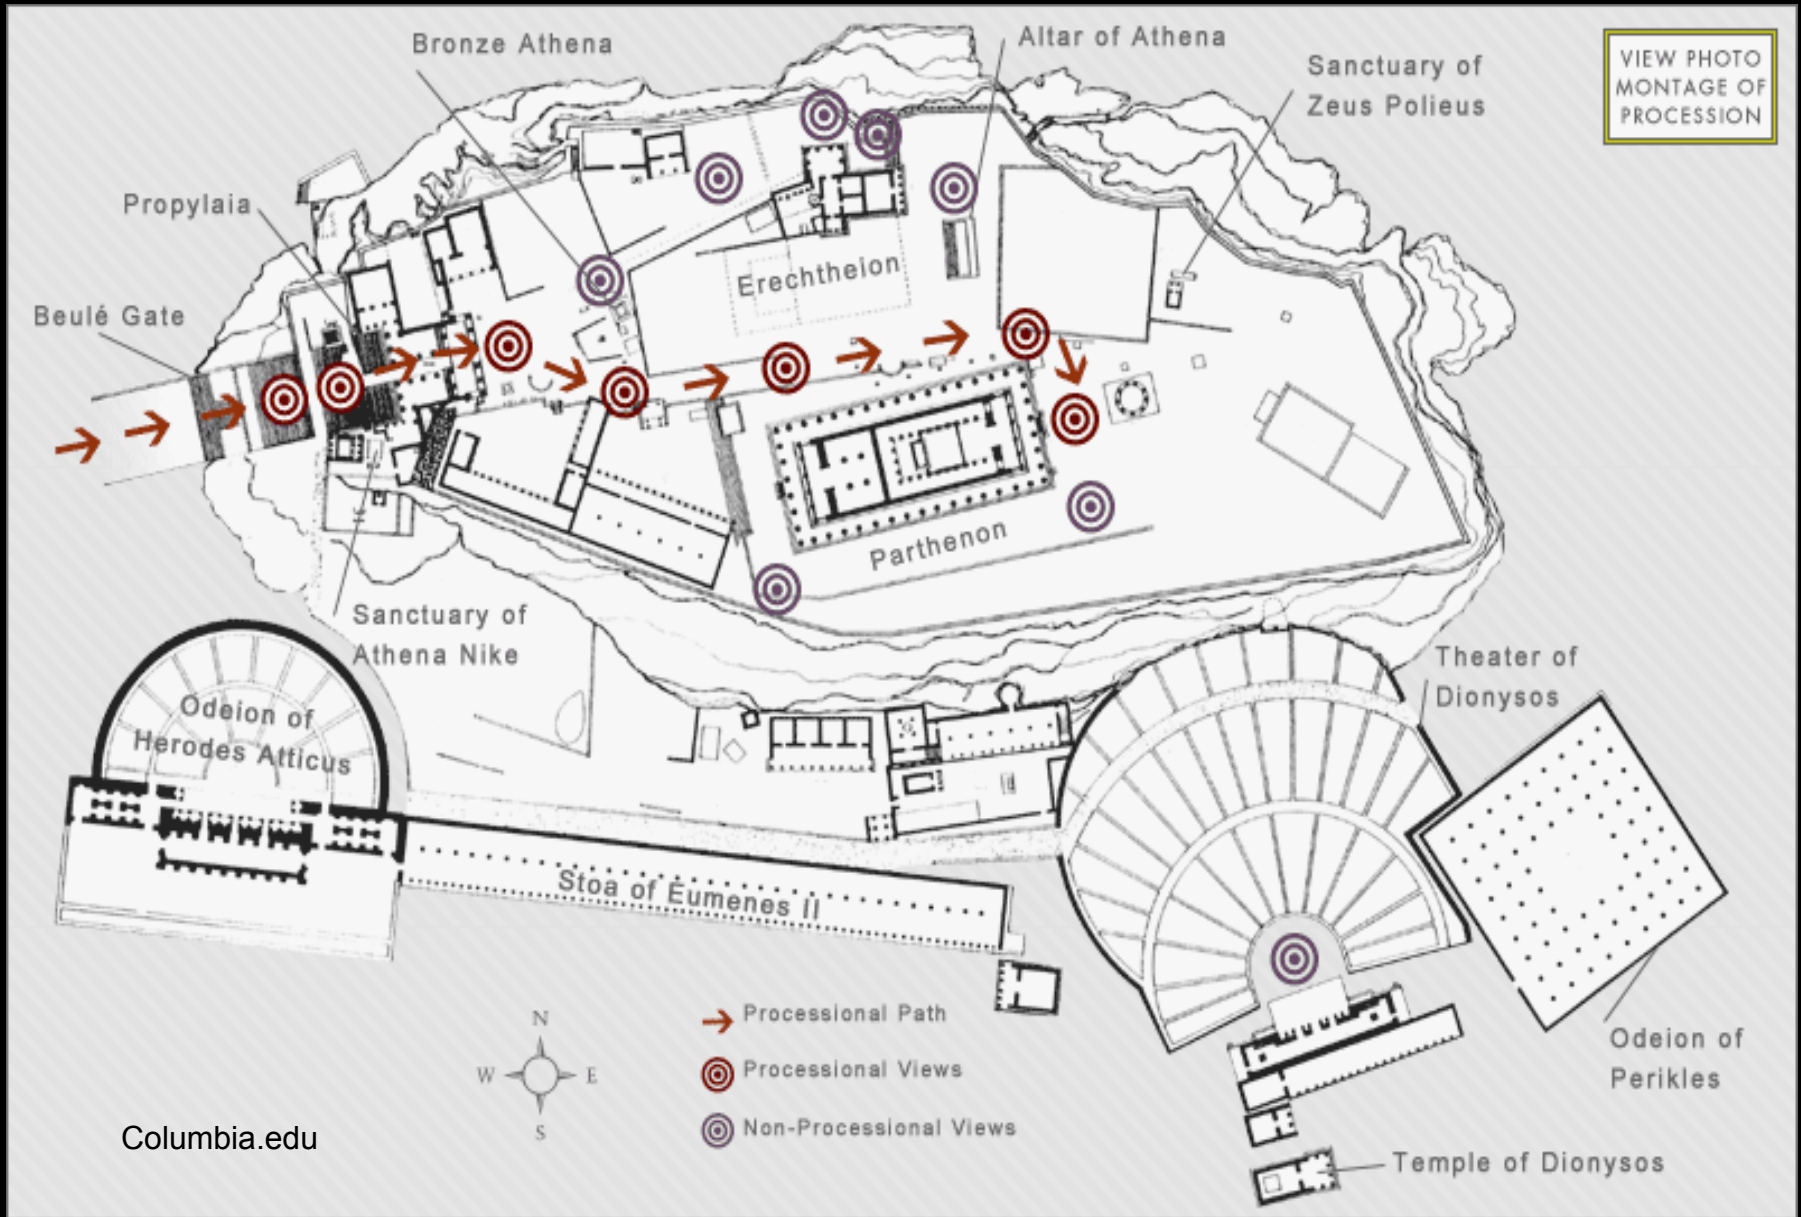 Bronze Athena
Altar of Athena
Sanctuary of
Zeus Polieus
VIEW PHOTO
MONTAGE OF
PROCESSION
Propylaia
Beulé Gate
Erechtheion
Parthenon
Sanctuary of
Athena Nike
Odeion of
Herodes Atticus
Theater of
Dionysos
Stoa of Eumenes II
N
W
E
S
Processional Path
Processional Views
Non-Processional Views
Odeion of
Perikles
Columbia.edu
Temple of Dionysos